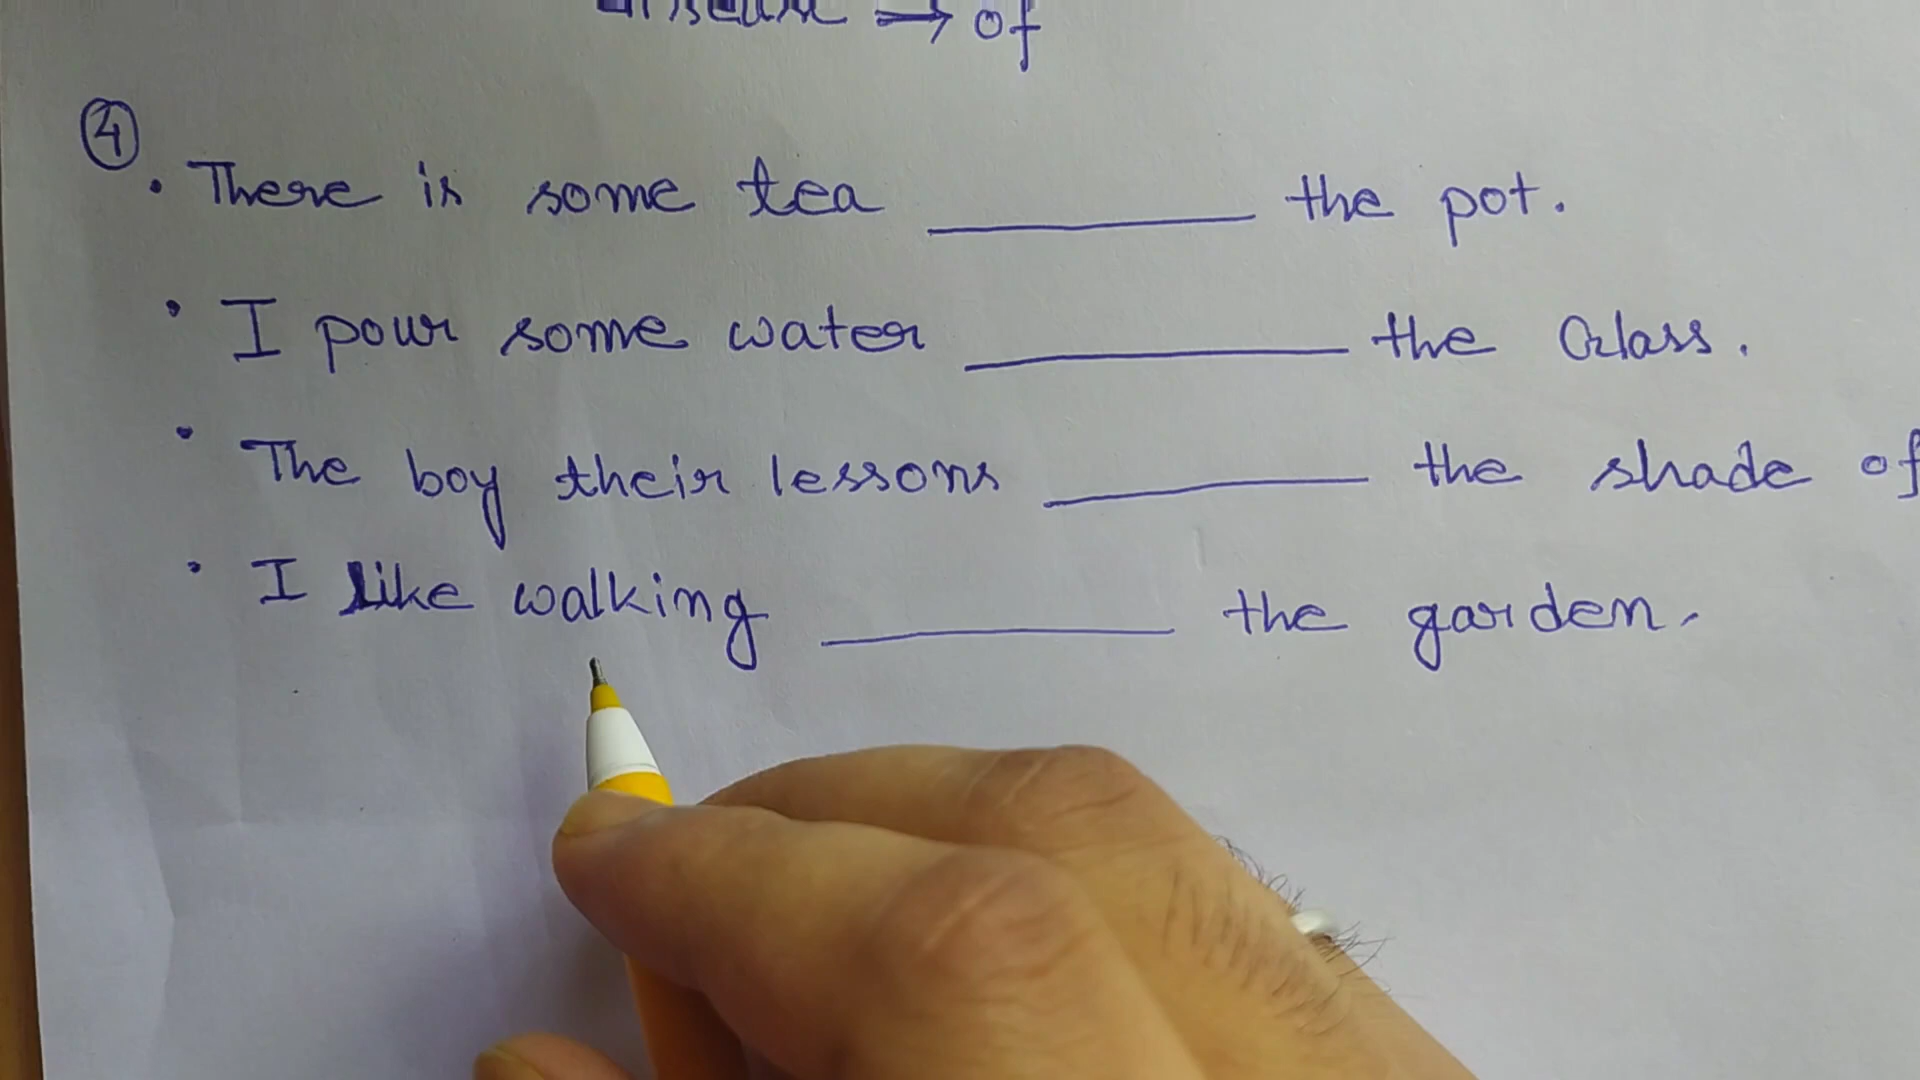 → of
④
• There is some tea ________ the pot.
• I pour some water ________ the Glass.
• The boy their lessons ________ the shade of
• I like walking ________ the garden.